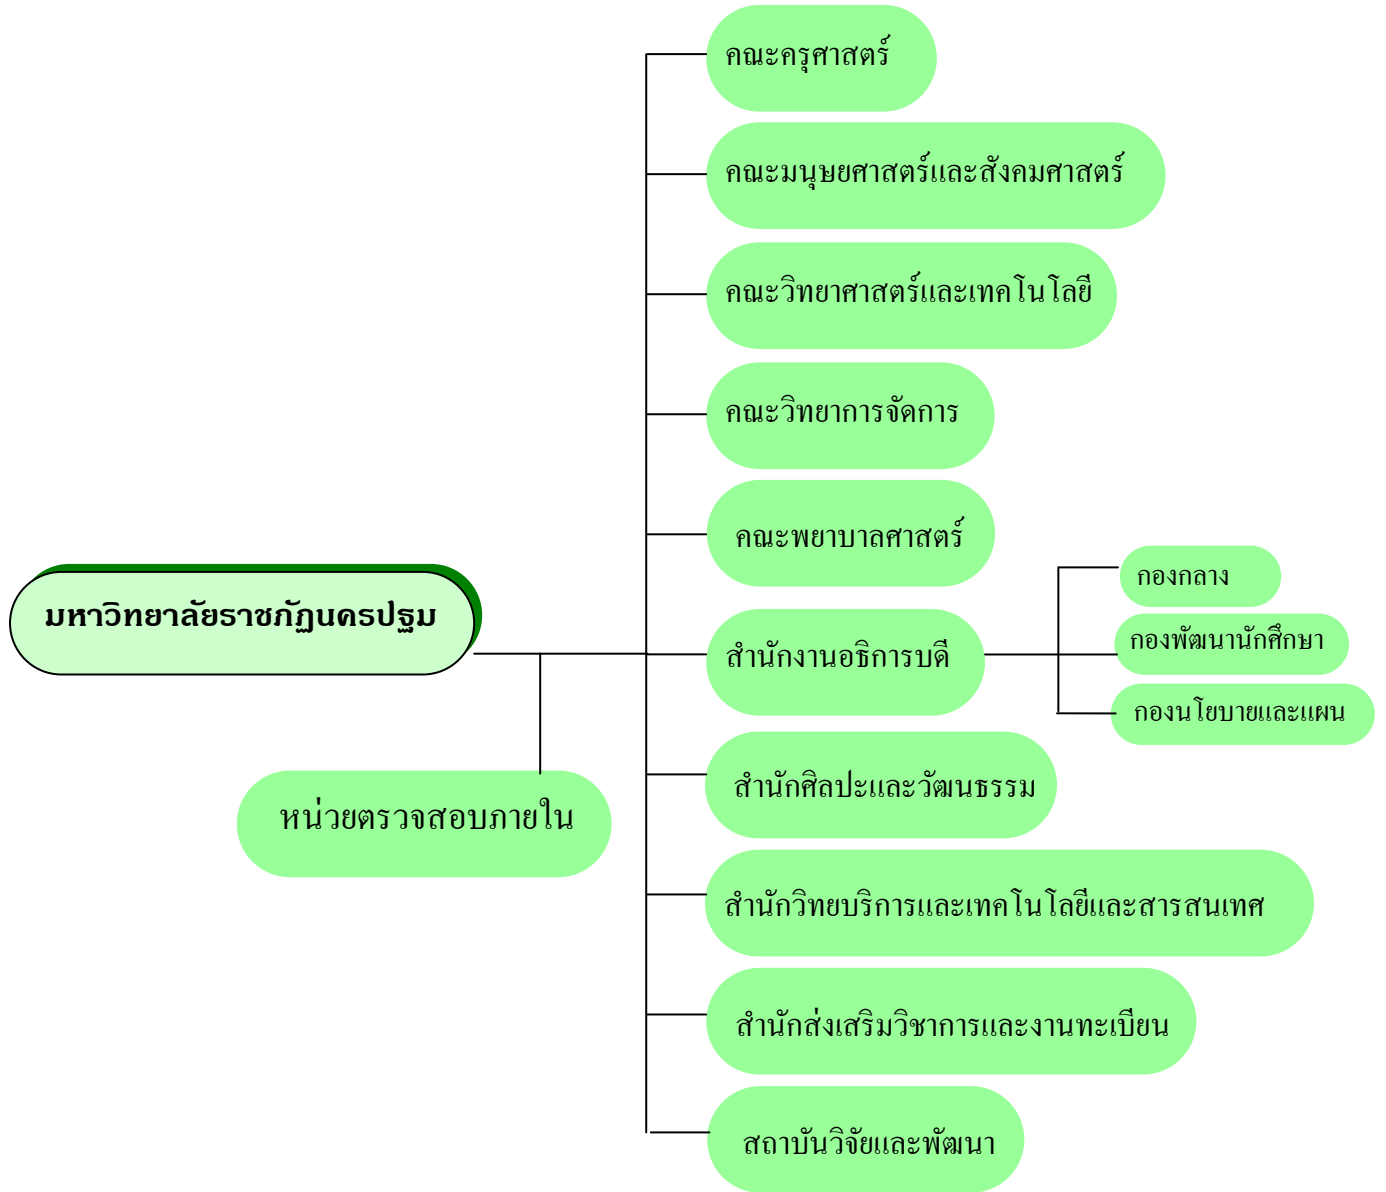 คณะครุศาสตร์
คณะมนุษยศาสตร์และสังคมศาสตร์
คณะวิทยาศาสตร์และเทคโนโลยี
คณะวิทยาการจัดการ
คณะพยาบาลศาสตร์
กองกลาง
มหาวิทยาลัยราชภัฏนครปฐม
กองพัฒนานักศึกษา
สำนักงานอธิการบดี
กองนโยบายและแผน
สำนักศิลปะและวัฒนธรรม
หน่วยตรวจสอบภายใน
สำนักวิทยบริการและเทคโนโลยีและสารสนเทศ
สำนักส่งเสริมวิชาการและงานทะเบียน
สถาบันวิจัยและพัฒนา